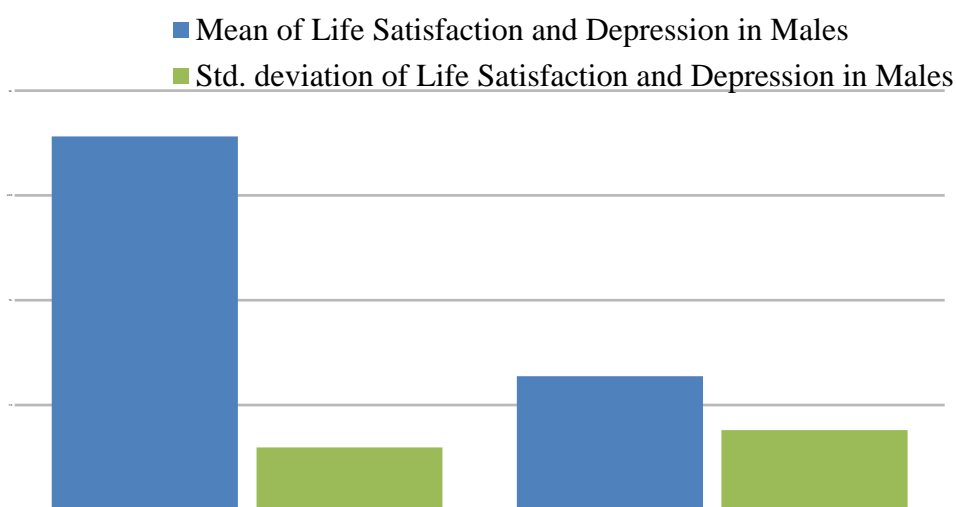 Mean of Life Satisfaction and Depression in Males
Std. deviation of Life Satisfaction and Depression in Males